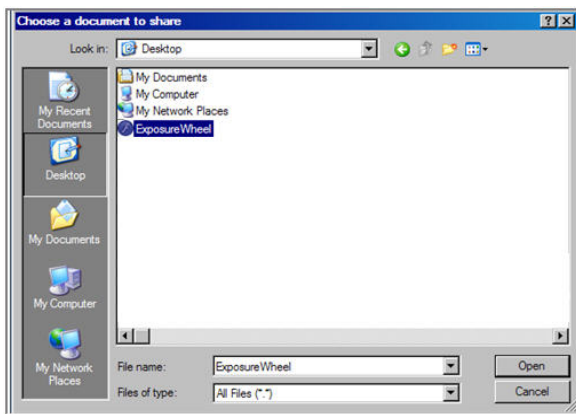 Choose a document to share
Look in: Desktop
My Recent
Documents
Desktop
My Documents
My Computer
My Network
Places
My Documents
My Computer
My Network Places
ExposureWheel
File name: ExposureWheel Open
Files of type: All Files (*.*) Cancel